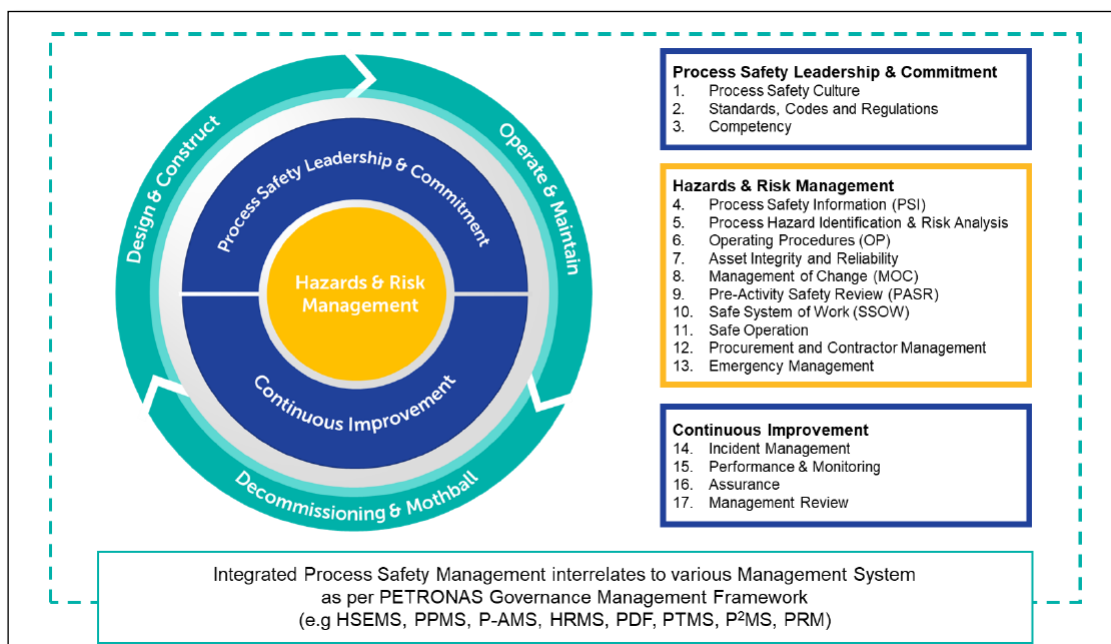 Design & Construct
Operate & Maintain
Decommissioning & Mothball
Process Safety Leadership & Commitment
Hazards & Risk
Management
Continuous Improvement
Process Safety Leadership & Commitment
1. Process Safety Culture
2. Standards, Codes and Regulations
3. Competency
Hazards & Risk Management
4. Process Safety Information (PSI)
5. Process Hazard Identification & Risk Analysis
6. Operating Procedures (OP)
7. Asset Integrity and Reliability
8. Management of Change (MOC)
9. Pre-Activity Safety Review (PASR)
10. Safe System of Work (SSOW)
11. Safe Operation
12. Procurement and Contractor Management
13. Emergency Management
Continuous Improvement
14. Incident Management
15. Performance & Monitoring
16. Assurance
17. Management Review
Integrated Process Safety Management interrelates to various Management System
as per PETRONAS Governance Management Framework
(e.g HSEMS, PPMS, P-AMS, HRMS, PDF, PTMS, P²MS, PRM)